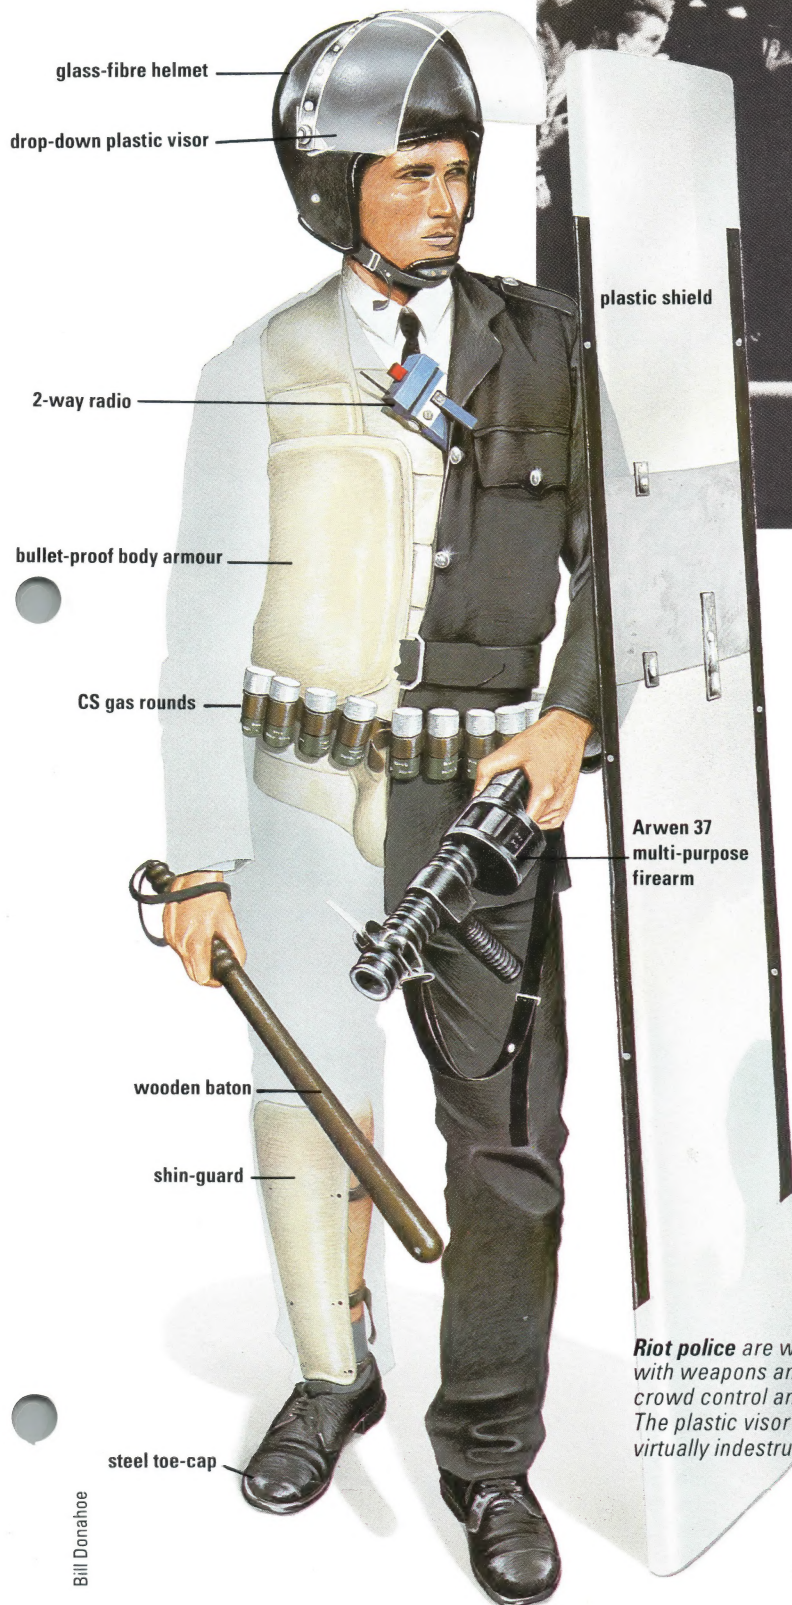 glass-fibre helmet
drop-down plastic visor
plastic shield
2-way radio
bullet-proof body armour
CS gas rounds
Arwen 37
multi-purpose
firearm
wooden baton
shin-guard
Riot police are w
with weapons an
crowd control an
The plastic visor
virtually indestru
steel toe-cap
Bill Donahoe